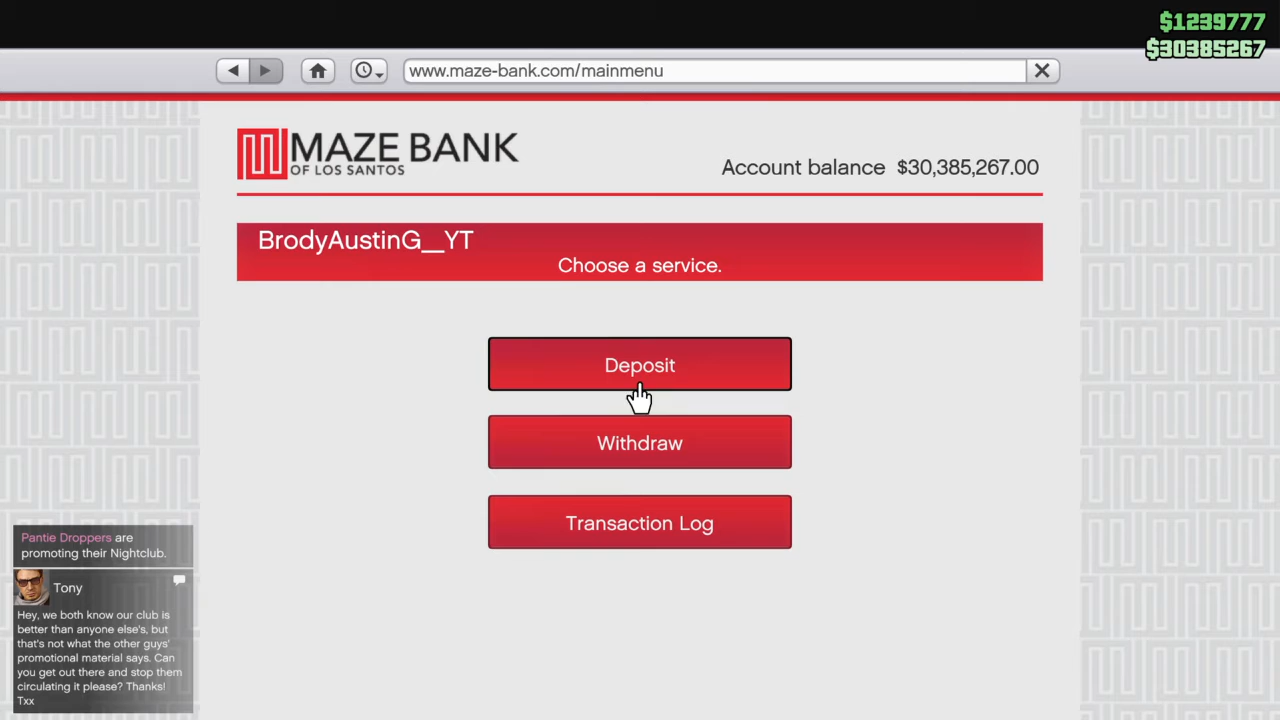 $1239777
$30385267
www.maze-bank.com/mainmenu
MAZE BANK
OF LOS SANTOS
Account balance $30,385,267.00
BrodyAustinG__YT
Choose a service.
Deposit
Withdraw
Transaction Log
Pantie Droppers are
promoting their Nightclub.
Tony
Hey, we both know our club is
better than anyone else's, but
that's not what the other guys'
promotional material says. Can
you get out there and stop them
circulating it please? Thanks!
Txx